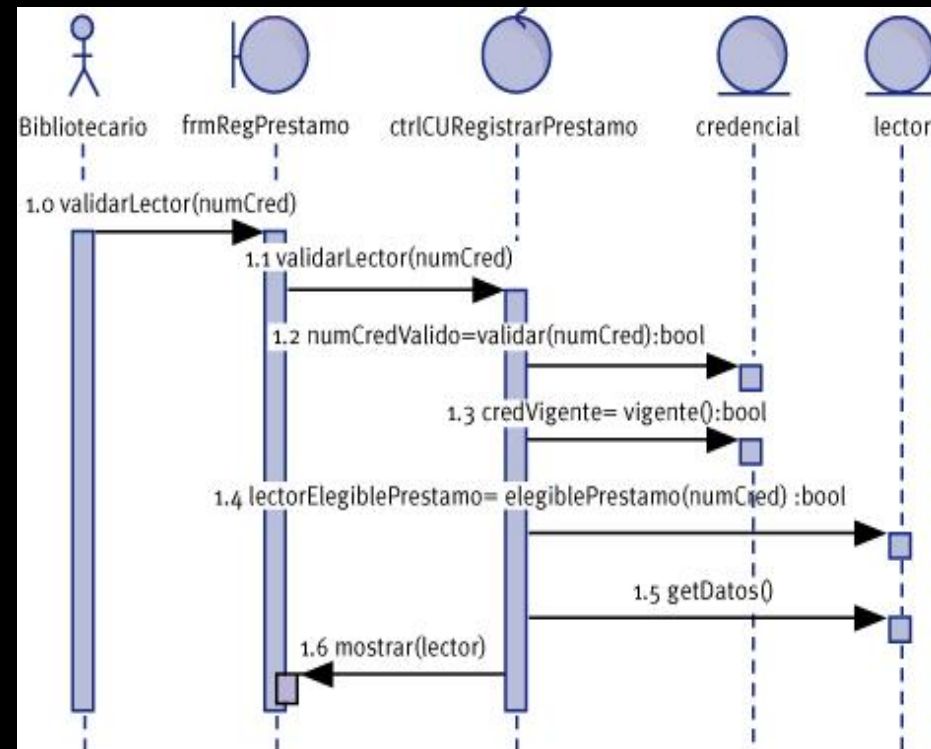 Bibliotecario
frmRegPrestamo
ctrlCURegistrarPrestamo
credencial
lector
1.0 validarLector(numCred)
1.1 validarLector(numCred)
1.2 numCredValido=validar(numCred):bool
1.3 credVigente= vigente():bool
1.4 lectorElegiblePrestamo= elegiblePrestamo(numCred) :bool
1.5 getDatos()
1.6 mostrar(lector)